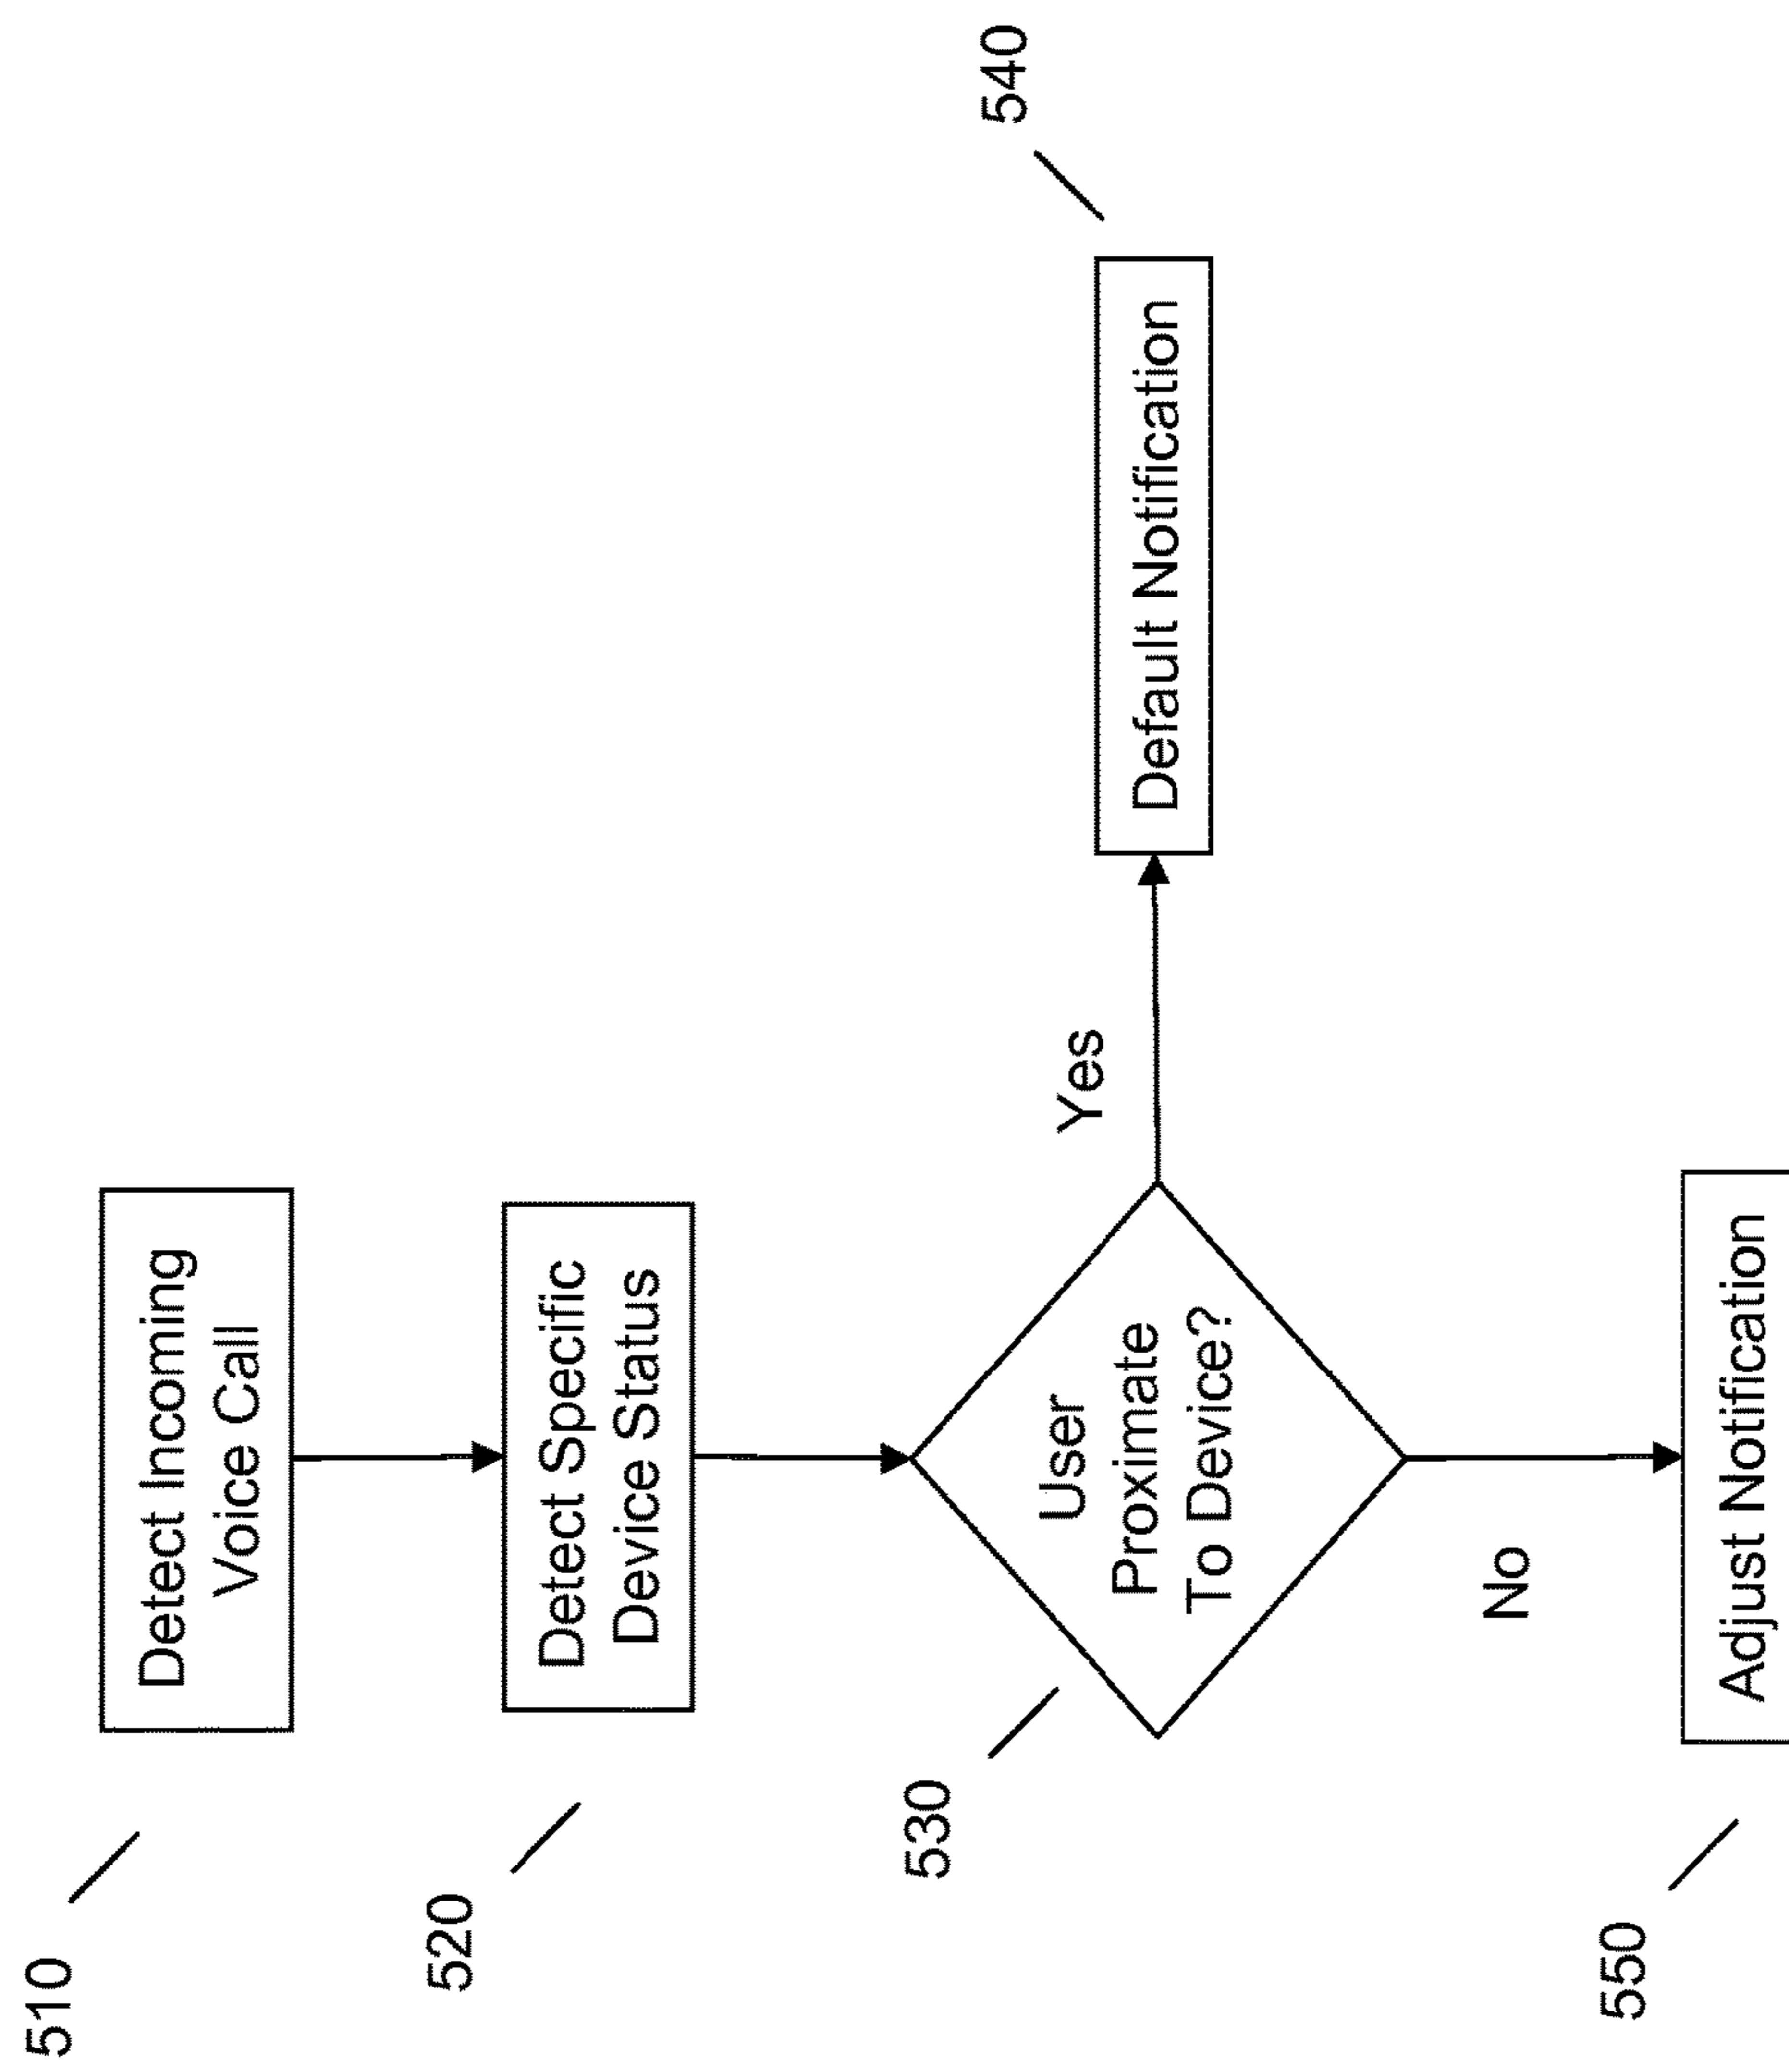 510
Detect Incoming
Voice Call
520
Detect Specific
Device Status
530
User
Proximate
To Device?
Yes
540
Default Notification
No
550
Adjust Notification